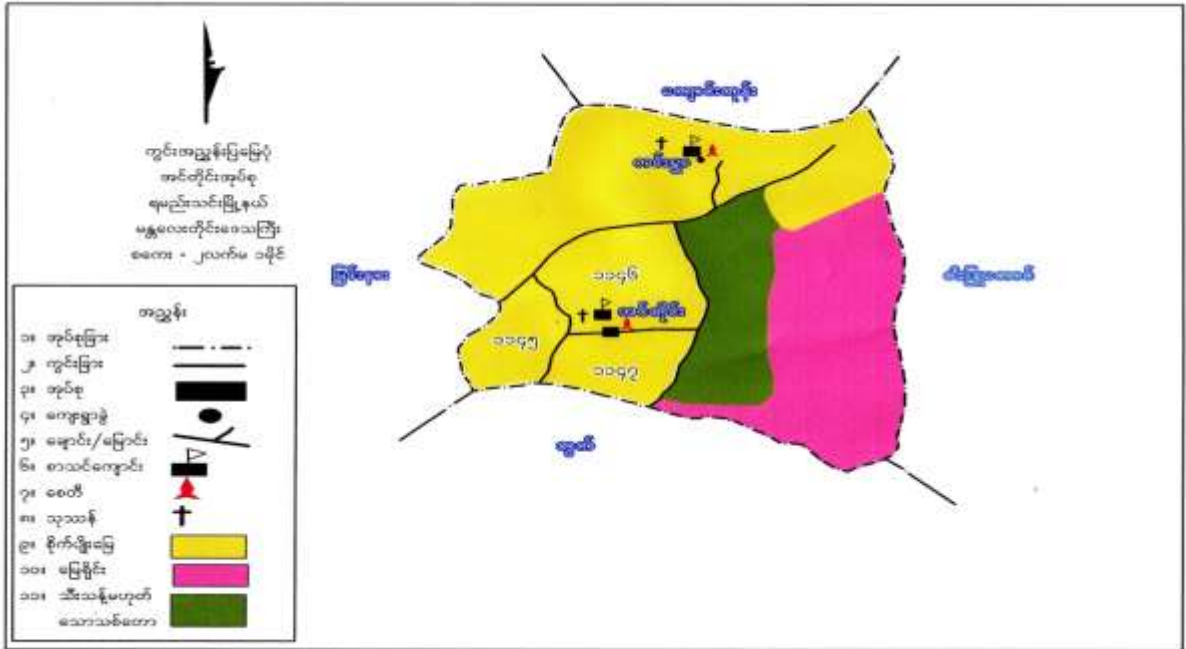 ကွင်းအညွှန်းပြမြေပုံ
အင်တိုင်းအုပ်စု
ရမည်းသင်းမြို့နယ်
မန္တလေးတိုင်းဒေသကြီး
စကေး - ၂လက်မ ၁မိုင်
အင်တိုင်း
၁၁၄၆
၁၁၄၅
၁၁၄၇
အညွှန်း
၁။ အုပ်စုခြား
၂။ ကွင်းခြား
၃။ အုပ်စု
၄။ ကျေးရွာခွဲ
၅။ ချောင်း/မြောင်း
၆။ စာသင်ကျောင်း
၇။ စေတီ
၈။ သုသာန်
၉။ စိုက်ပျိုးမြေ
၁၀။ မြေရိုင်း
၁၁။ သီးသန့်မဟုတ်
သောသစ်တော